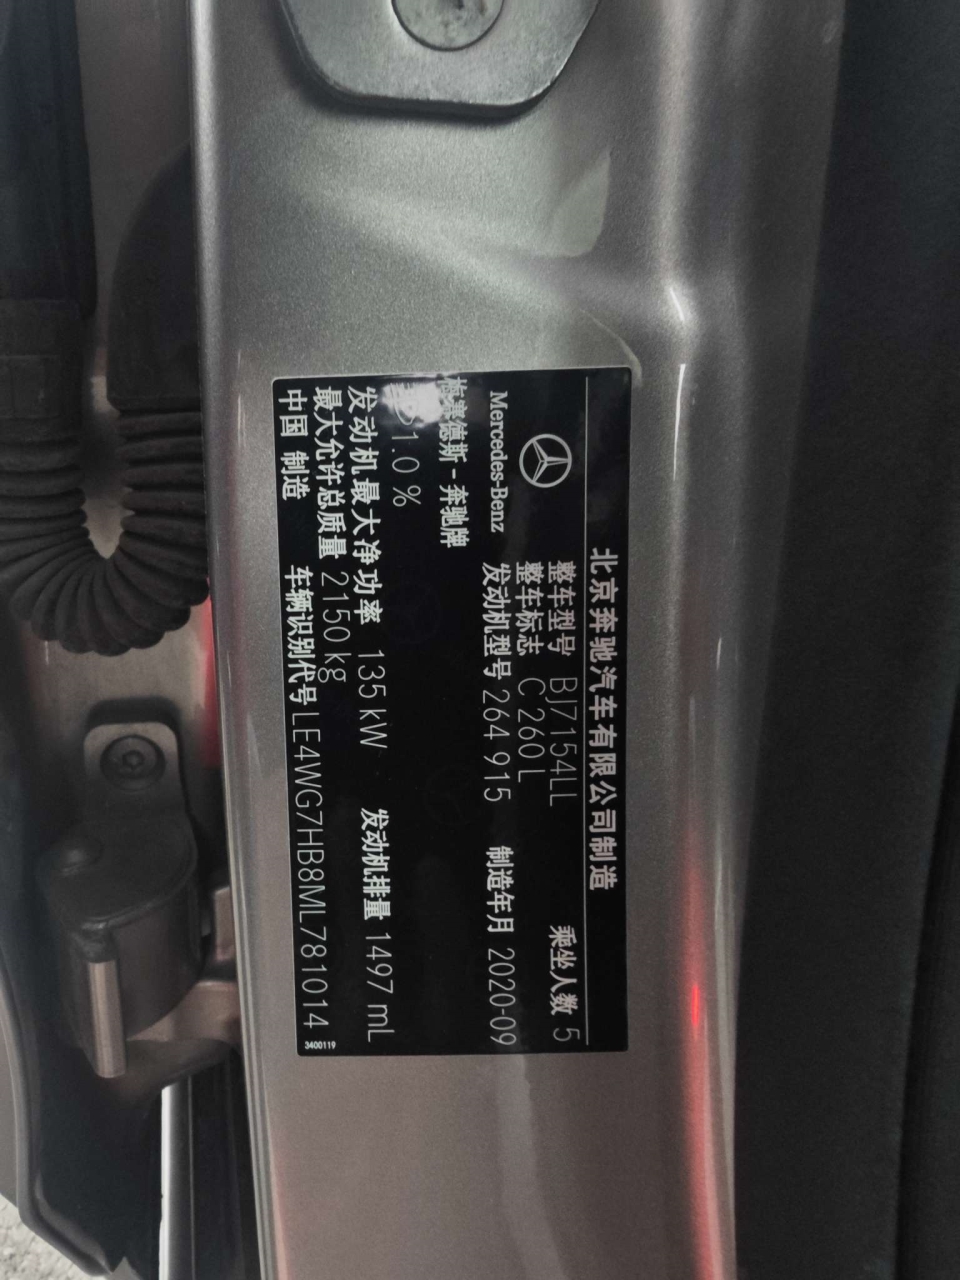 北京奔驰汽车有限公司制造
Mercedes-Benz
整车型号 BJ7154LL 乘坐人数 5
整车标志 C 260 L
发动机型号 264 915 制造年月 2020-09
梅赛德斯-奔驰牌
1.0 %
发动机最大净功率 135 kW 发动机排量 1497 mL
最大允许总质量 2150 kg
中国 制造 车辆识别代号 LE4WG7HB8ML781014
3400119